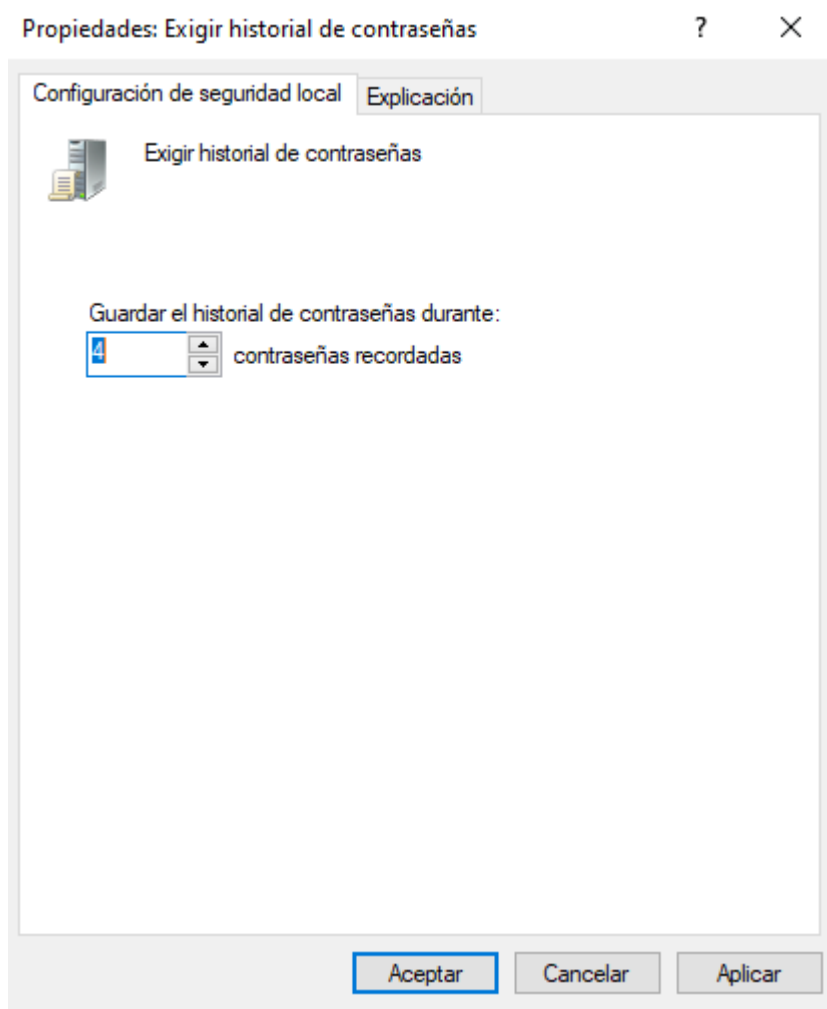 Propiedades: Exigir historial de contraseñas ? ×
Configuración de seguridad local Explicación
Exigir historial de contraseñas
Guardar el historial de contraseñas durante:
4 contraseñas recordadas
Aceptar Cancelar Aplicar